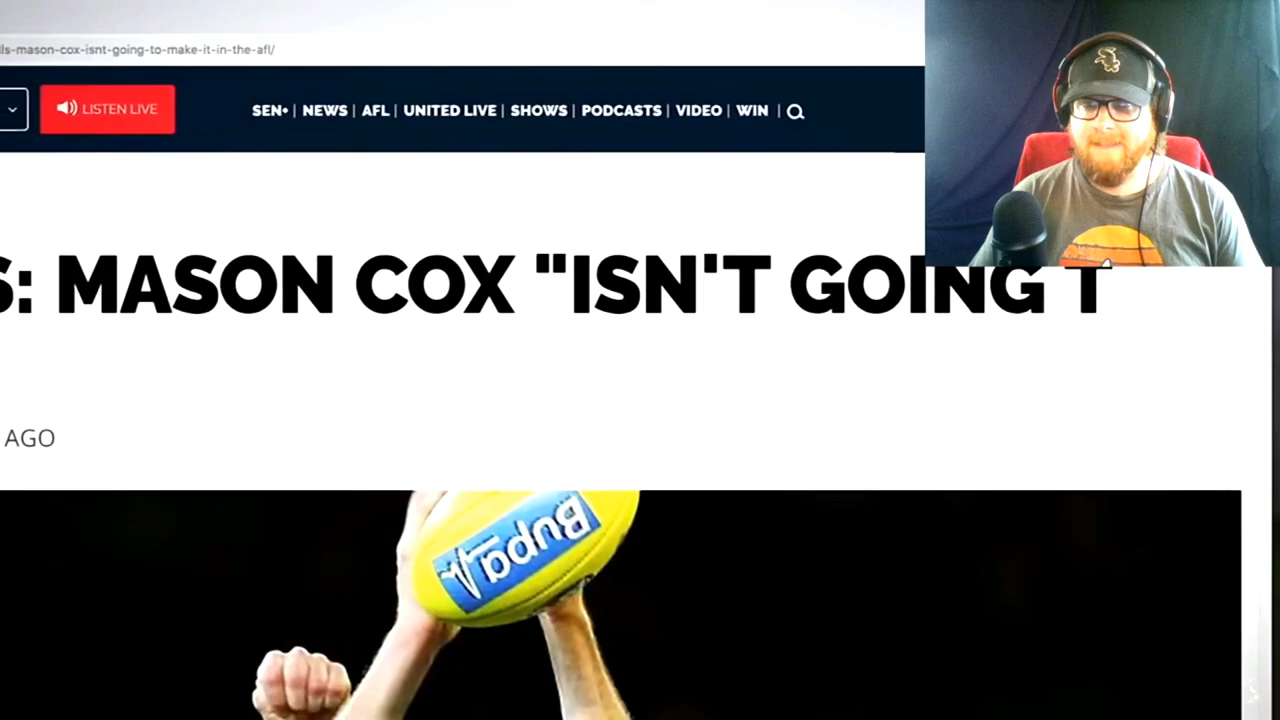 lls-mason-cox-isnt-going-to-make-it-in-the-afl/
LISTEN LIVE
SEN+ | NEWS | AFL | UNITED LIVE | SHOWS | PODCASTS | VIDEO | WIN |
S: MASON COX "ISN'T GOING T
AGO
Bupa